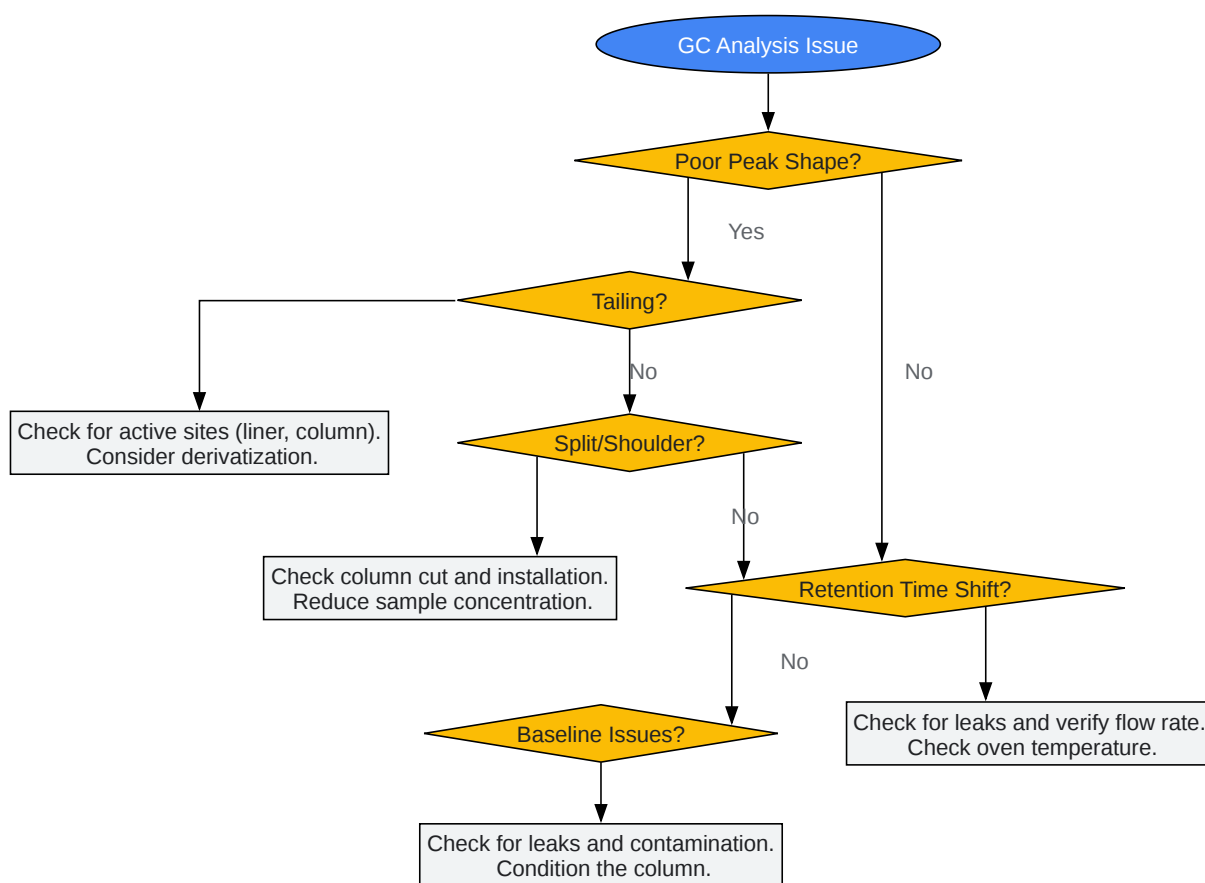 GC Analysis Issue
Poor Peak Shape?
Yes
Tailing?
No
No
Check for active sites (liner, column).
Consider derivatization.
Split/Shoulder?
No
Check column cut and installation.
Reduce sample concentration.
Retention Time Shift?
No
Check for leaks and verify flow rate.
Check oven temperature.
Baseline Issues?
Check for leaks and contamination.
Condition the column.